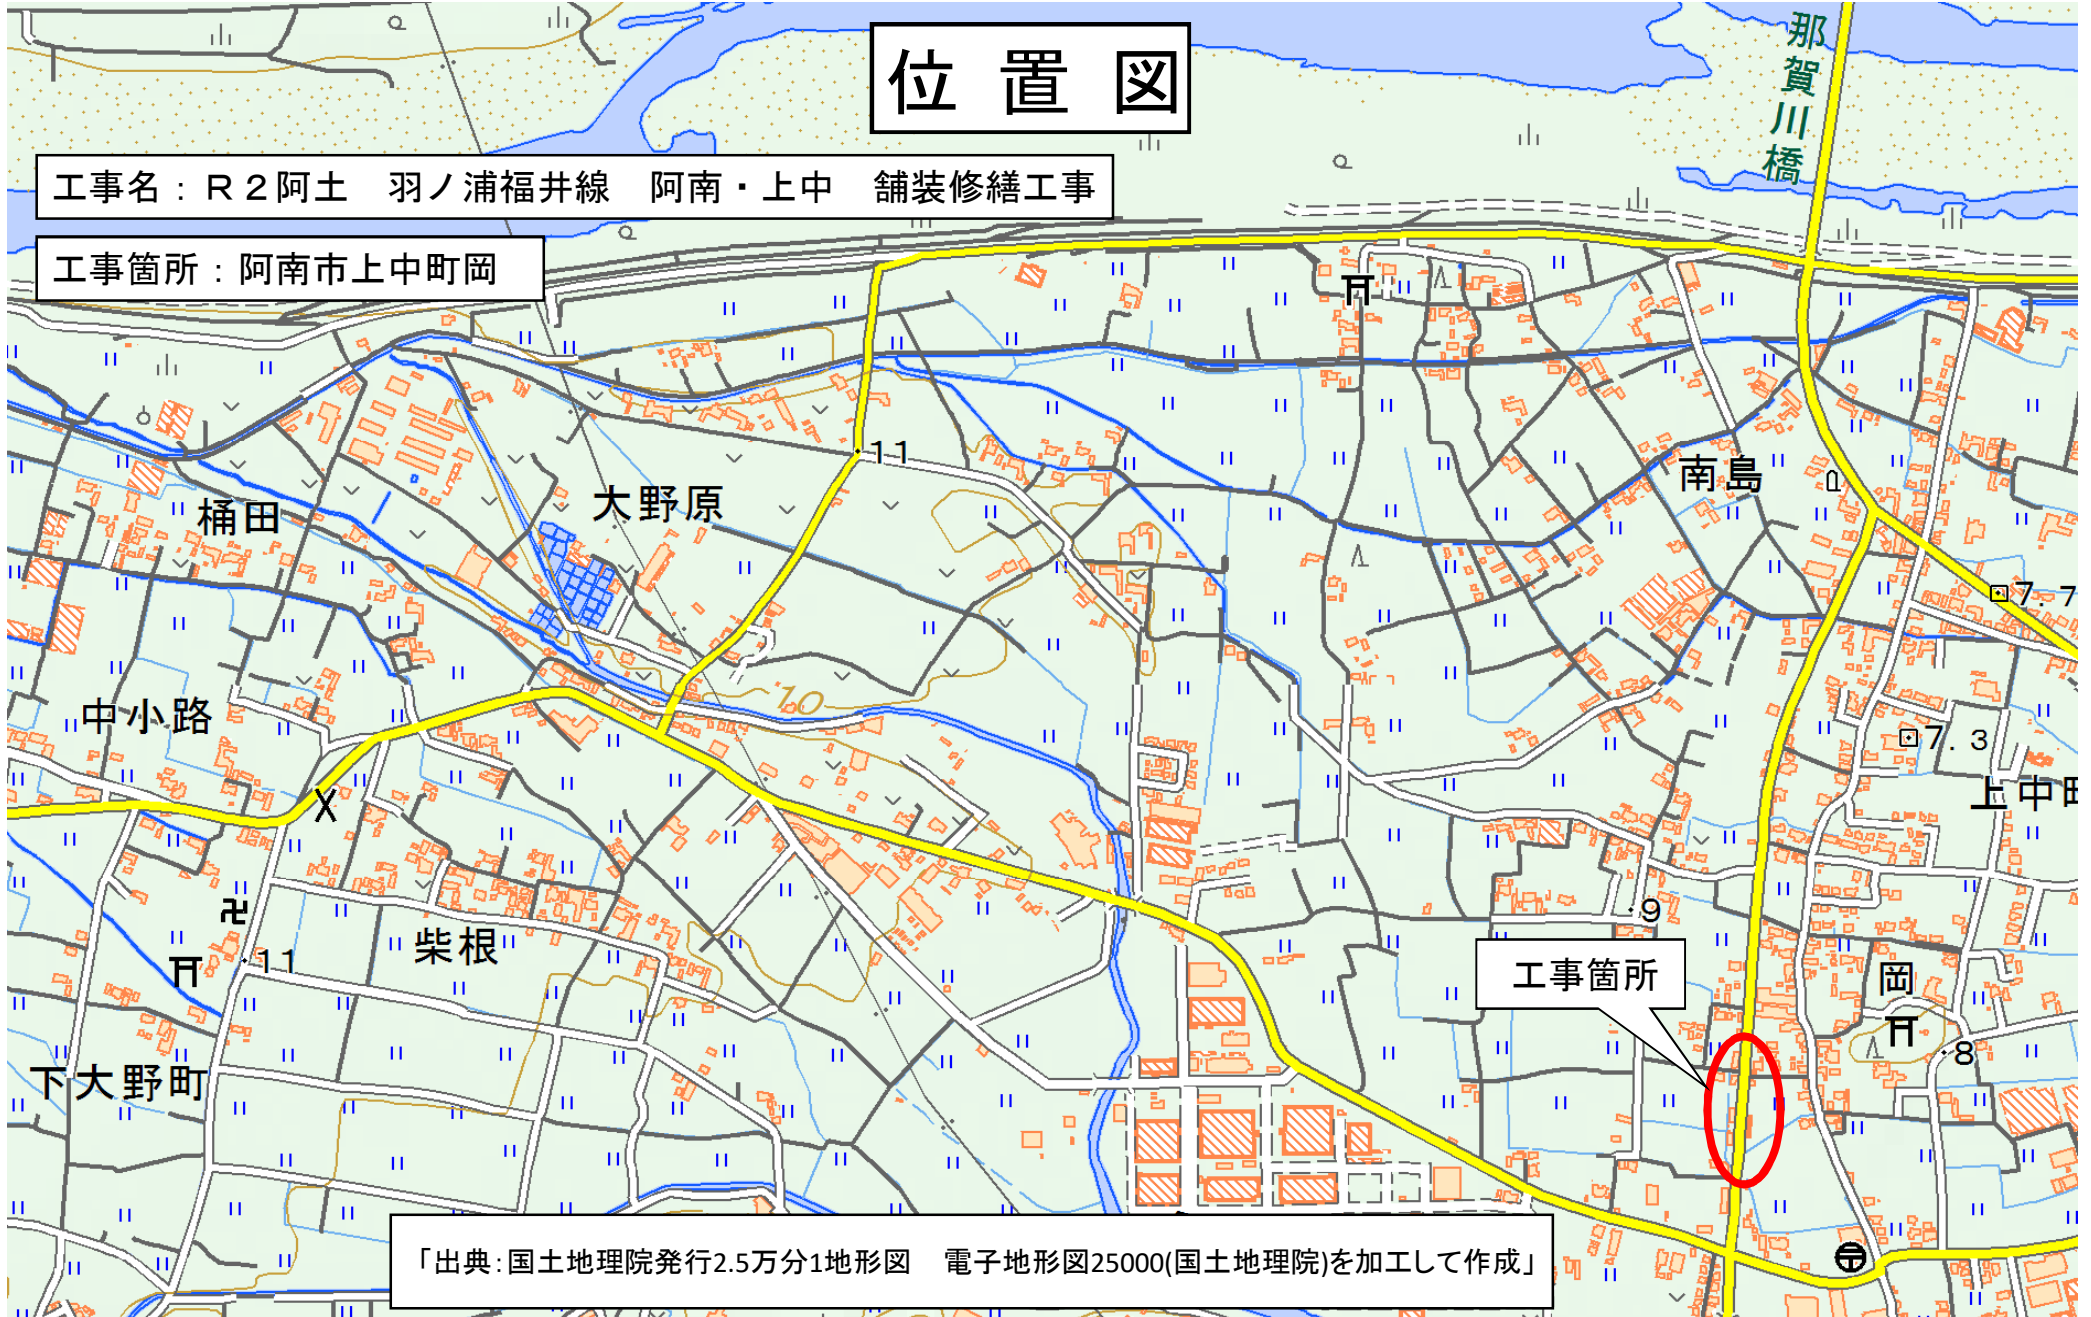 位 置 図
那賀川橋
工事名：Ｒ２阿土　羽ノ浦福井線　阿南・上中　舗装修繕工事
工事箇所：阿南市上中町岡
11
南島
大野原
桶田
7.7
10
中小路
7.3
上中町
9
柴根
11
工事箇所
岡
8
下大野町
「出典：国土地理院発行2.5万分1地形図　電子地形図25000(国土地理院)を加工して作成」